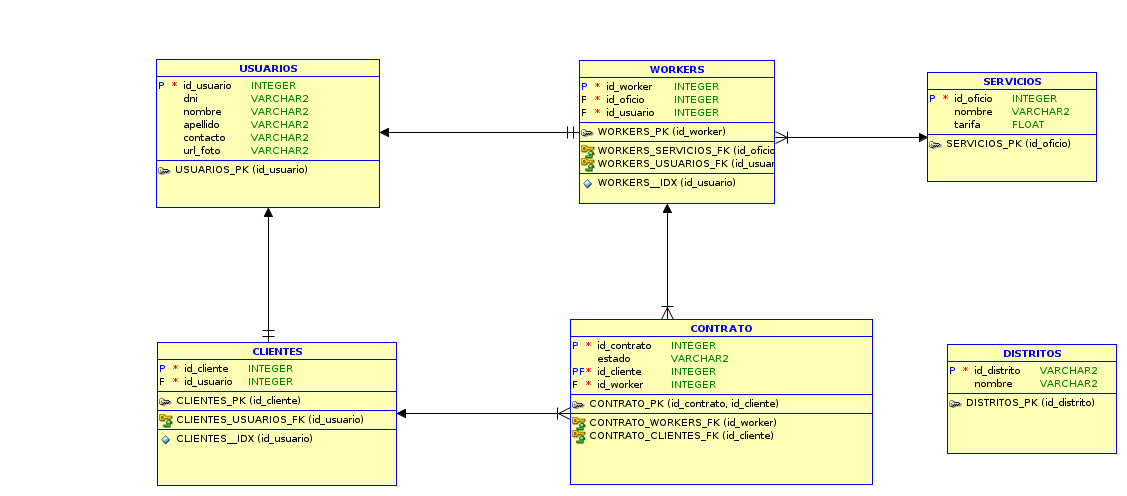 USUARIOS
P * id_usuario INTEGER
dni VARCHAR2
nombre VARCHAR2
apellido VARCHAR2
contacto VARCHAR2
url_foto VARCHAR2
USUARIOS_PK (id_usuario)
WORKERS
P * id_worker INTEGER
F * id_oficio INTEGER
F * id_usuario INTEGER
WORKERS_PK (id_worker)
WORKERS_SERVICIOS_FK (id_oficio
WORKERS_USUARIOS_FK (id_usuar
WORKERS__IDX (id_usuario)
SERVICIOS
P * id_oficio INTEGER
nombre VARCHAR2
tarifa FLOAT
SERVICIOS_PK (id_oficio)
CLIENTES
P * id_cliente INTEGER
F * id_usuario INTEGER
CLIENTES_PK (id_cliente)
CLIENTES_USUARIOS_FK (id_usuario)
CLIENTES__IDX (id_usuario)
CONTRATO
P * id_contrato INTEGER
estado VARCHAR2
PF* id_cliente INTEGER
F * id_worker INTEGER
CONTRATO_PK (id_contrato, id_cliente)
CONTRATO_WORKERS_FK (id_worker)
CONTRATO_CLIENTES_FK (id_cliente)
DISTRITOS
P * id_distrito VARCHAR2
nombre VARCHAR2
DISTRITOS_PK (id_distrito)